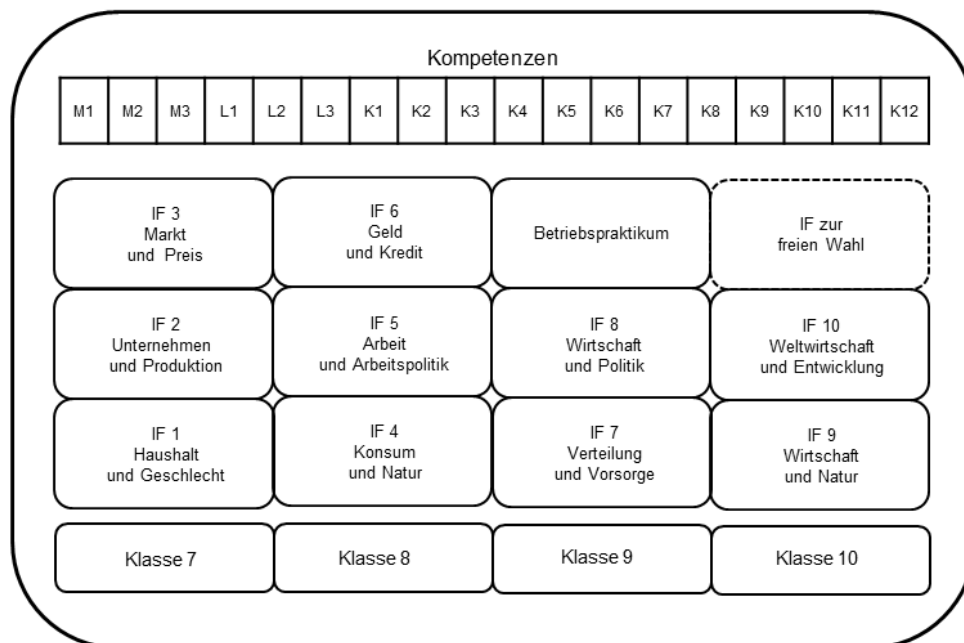 Kompetenzen
M1 M2 M3 L1 L2 L3 K1 K2 K3 K4 K5 K6 K7 K8 K9 K10 K11 K12
IF 3
Markt
und Preis
IF 6
Geld
und Kredit
Betriebspraktikum
IF zur
freien Wahl
IF 2
Unternehmen
und Produktion
IF 5
Arbeit
und Arbeitspolitik
IF 8
Wirtschaft
und Politik
IF 10
Weltwirtschaft
und Entwicklung
IF 1
Haushalt
und Geschlecht
IF 4
Konsum
und Natur
IF 7
Verteilung
und Vorsorge
IF 9
Wirtschaft
und Natur
Klasse 7
Klasse 8
Klasse 9
Klasse 10